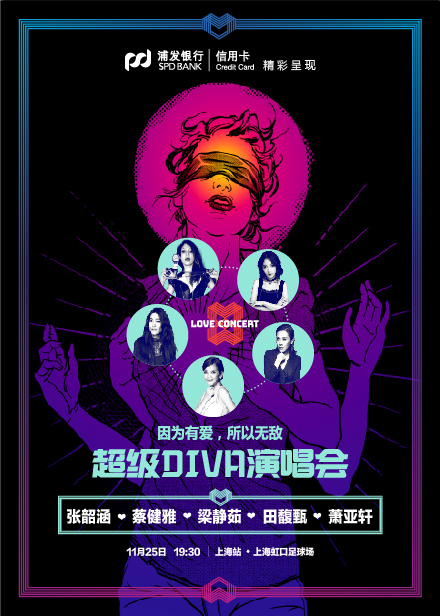 浦发银行 信用卡 精彩呈现
SPD BANK Credit Card
LOVE CONCERT
因为有爱，所以无敌
超级DIVA演唱会
张韶涵 ❤ 蔡健雅 ❤ 梁静茹 ❤ 田馥甄 ❤ 萧亚轩
11月25日 19:30 | 上海站 · 上海虹口足球场